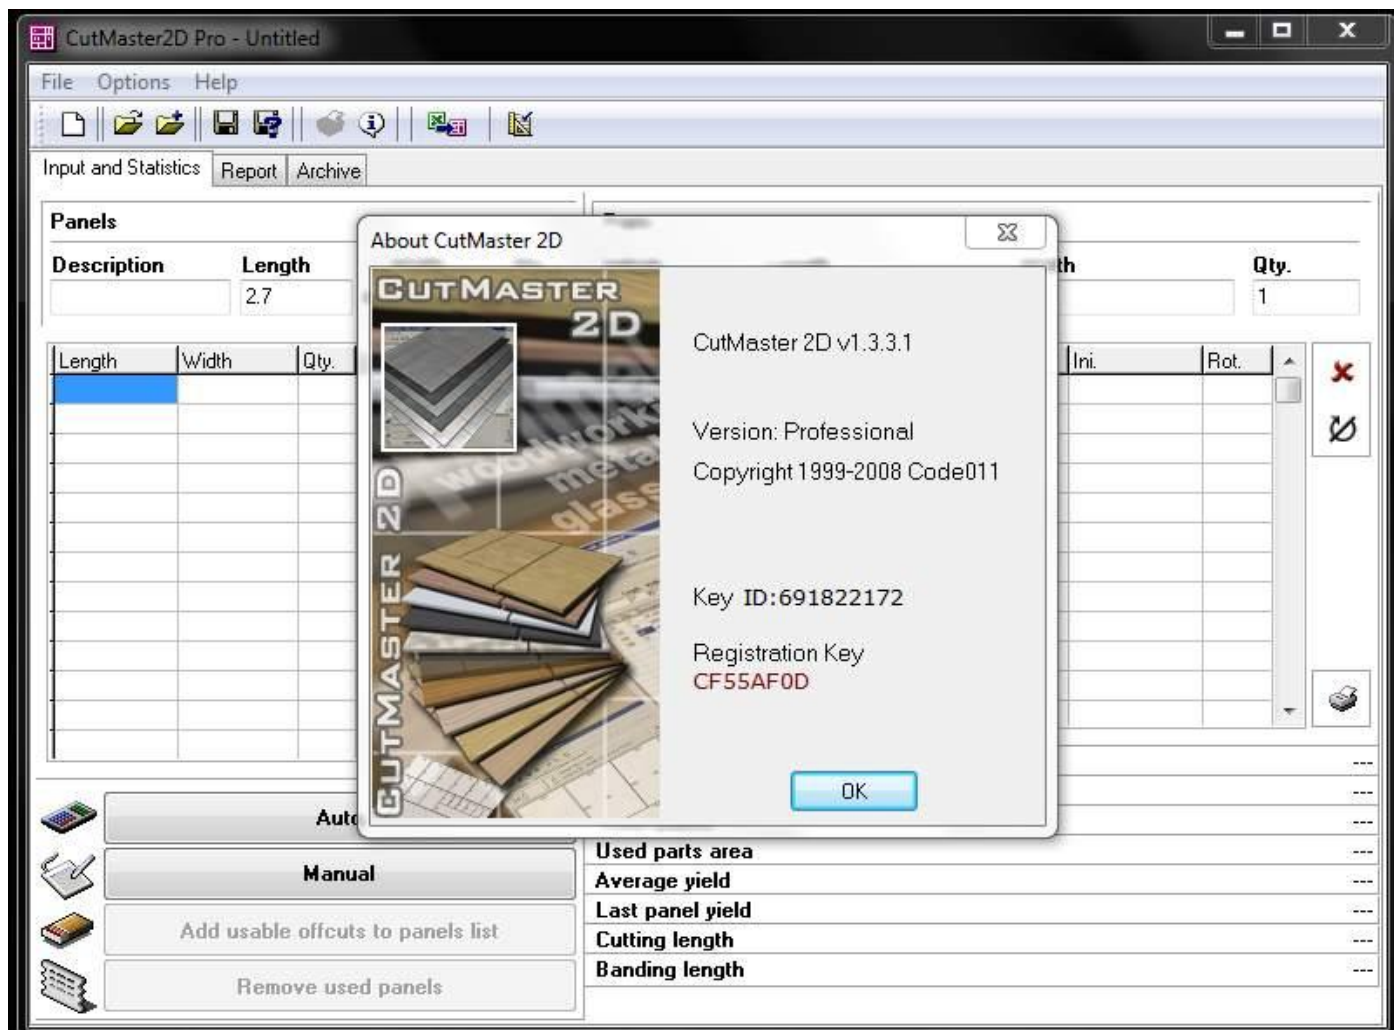 CutMaster2D Pro - Untitled
File Options Help
Input and Statistics Report Archive
Panels
Description Length
2.7
Length Width Qty.
Qty.
1
Ini. Rot.
About CutMaster 2D
CUTMASTER
2D
woodworking
metal
glass
CUTMASTER 2D
CutMaster 2D v1.3.3.1
Version: Professional
Copyright 1999-2008 Code011
Key ID:691822172
Registration Key
CF55AF0D
OK
Manual
Add usable offcuts to panels list
Remove used panels
---
---
---
Used parts area ---
Average yield ---
Last panel yield ---
Cutting length ---
Banding length ---